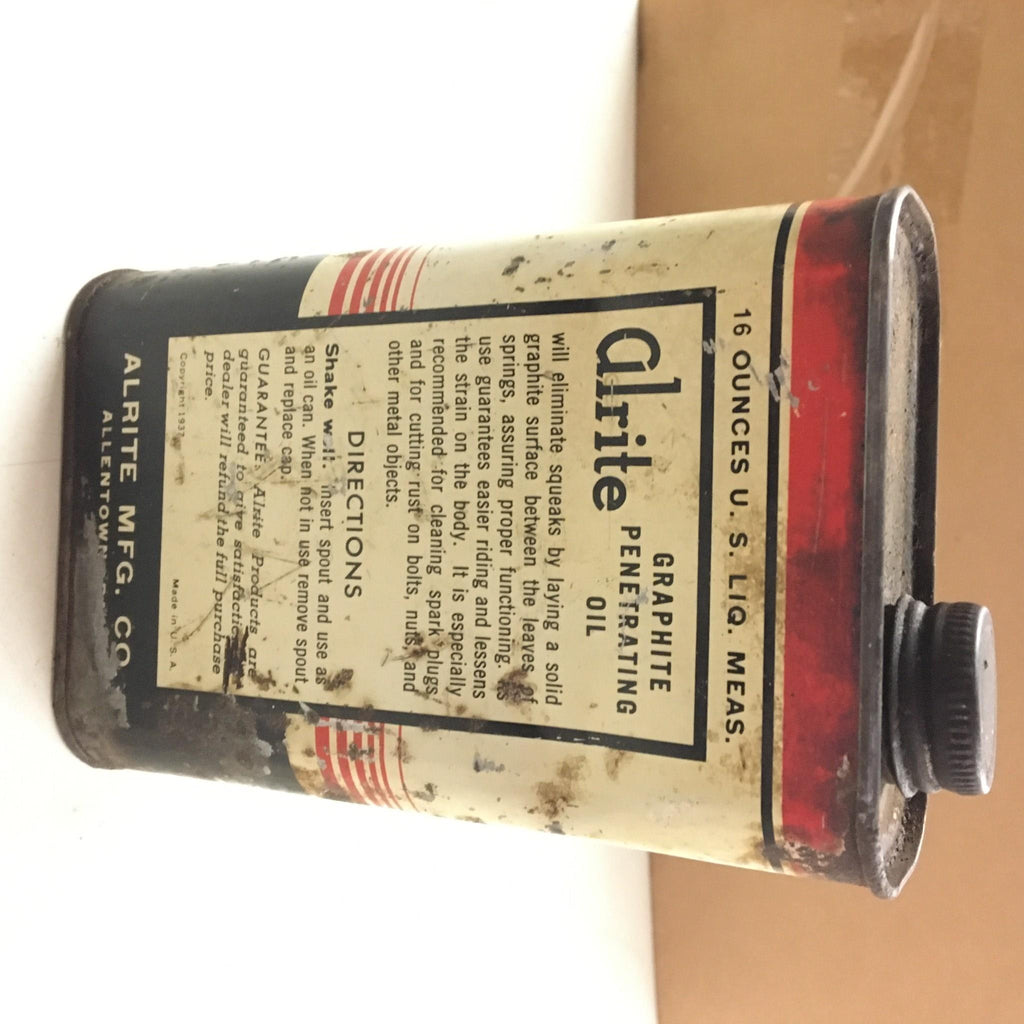 16 OUNCES U. S. LIQ. MEAS.
alrite GRAPHITE
PENETRATING
OIL
will eliminate squeaks by laying a solid
graphite surface between the leaves of
springs, assuring proper functioning. Its
use guarantees easier riding and lessens
the strain on the body. It is especially
recommended for cleaning spark plugs
and for cutting rust on bolts, nuts, and
other metal objects.
DIRECTIONS
Shake well. Insert spout and use as
an oil can. When not in use remove spout
and replace cap.
GUARANTEE: Alrite Products are
guaranteed to give satisfaction
dealer will refund the full purchase
price.
Copyright 1937
Made in U. S. A.
ALRITE MFG. CO.
ALLENTOWN